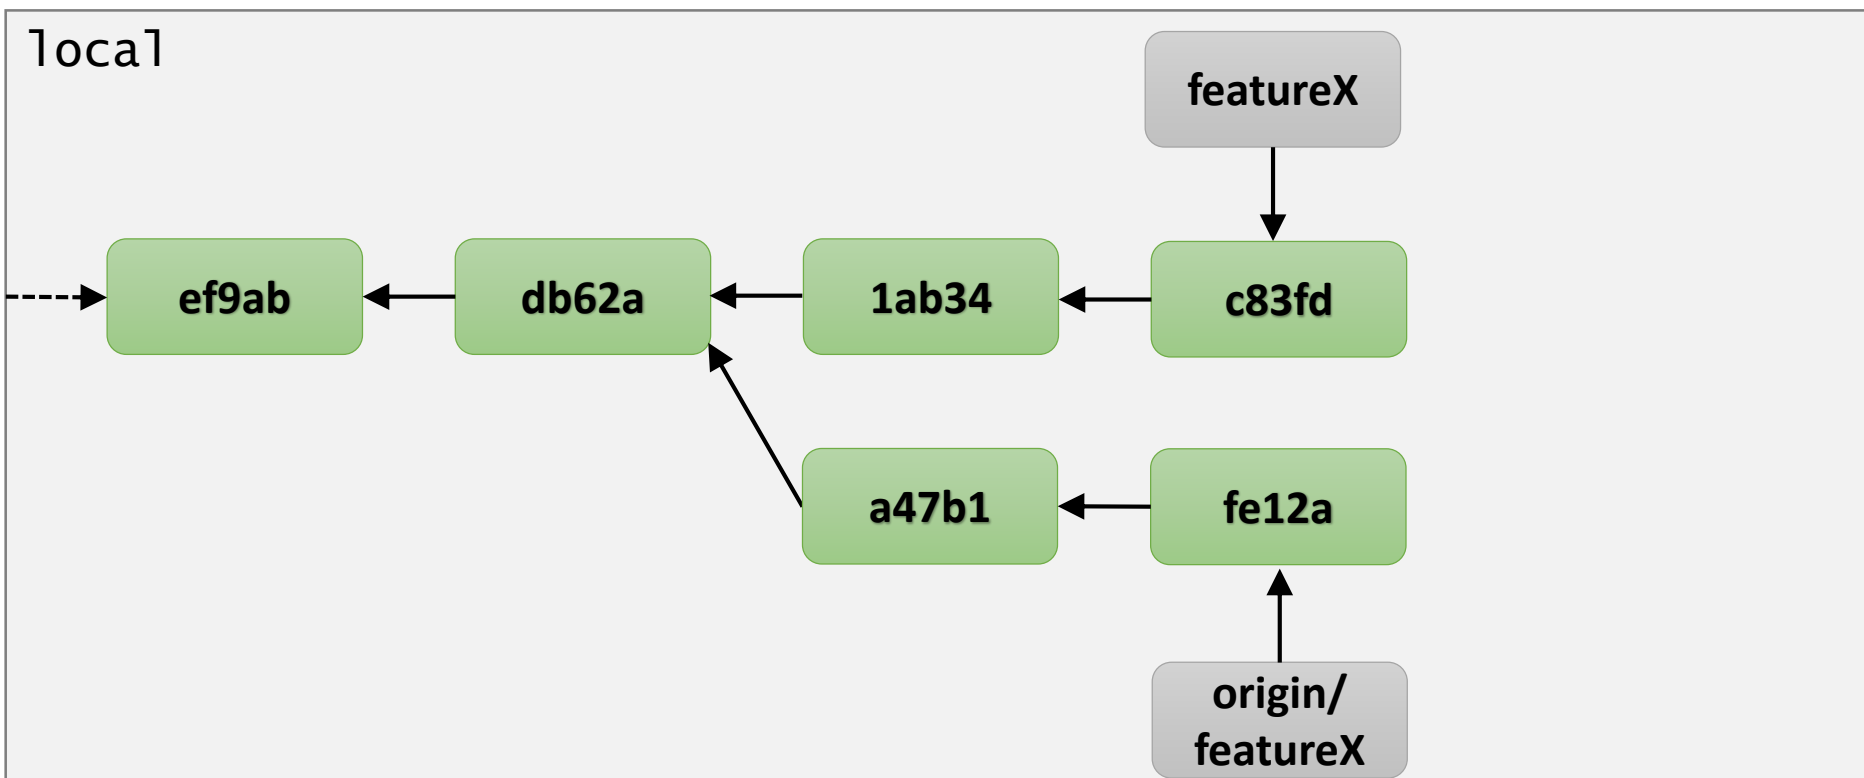 local
featureX
ef9ab
db62a
1ab34
c83fd
a47b1
fe12a
origin/
featureX